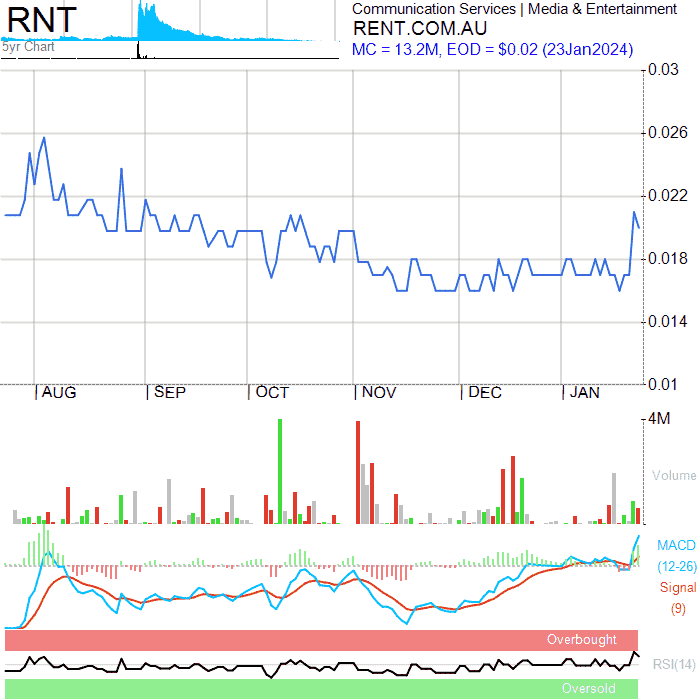 RNT
5yr Chart
Communication Services | Media & Entertainment
RENT.COM.AU
MC = 13.2M, EOD = $0.02 (23Jan2024)
0.03
0.026
0.022
0.018
0.014
0.01
AUG
SEP
OCT
NOV
DEC
JAN
4M
Volume
MACD
(12-26)
Signal
(9)
Overbought
RSI(14)
Oversold